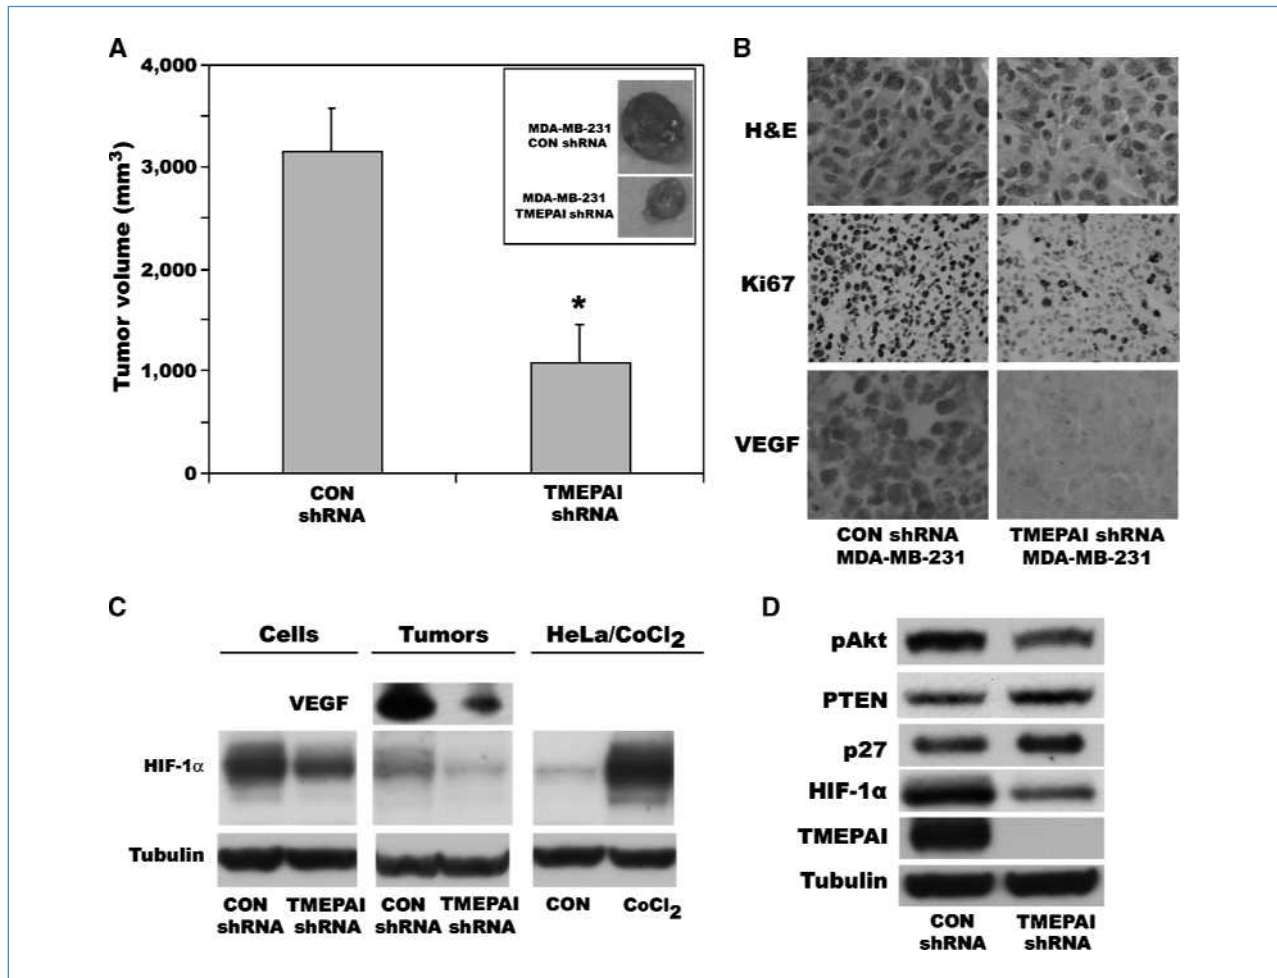 A
4,000
3,000
2,000
1,000
0
Tumor volume (mm³)
MDA-MB-231
CON shRNA
MDA-MB-231
TMEPAI shRNA
*
CON
shRNA
TMEPAI
shRNA
B
H&E
Ki67
VEGF
CON shRNA
MDA-MB-231
TMEPAI shRNA
MDA-MB-231
C
Cells
Tumors
HeLa/CoCl₂
VEGF
HIF-1α
Tubulin
CON
shRNA
TMEPAI
shRNA
CON
shRNA
TMEPAI
shRNA
CON
CoCl₂
D
pAkt
PTEN
p27
HIF-1α
TMEPAI
Tubulin
CON
shRNA
TMEPAI
shRNA